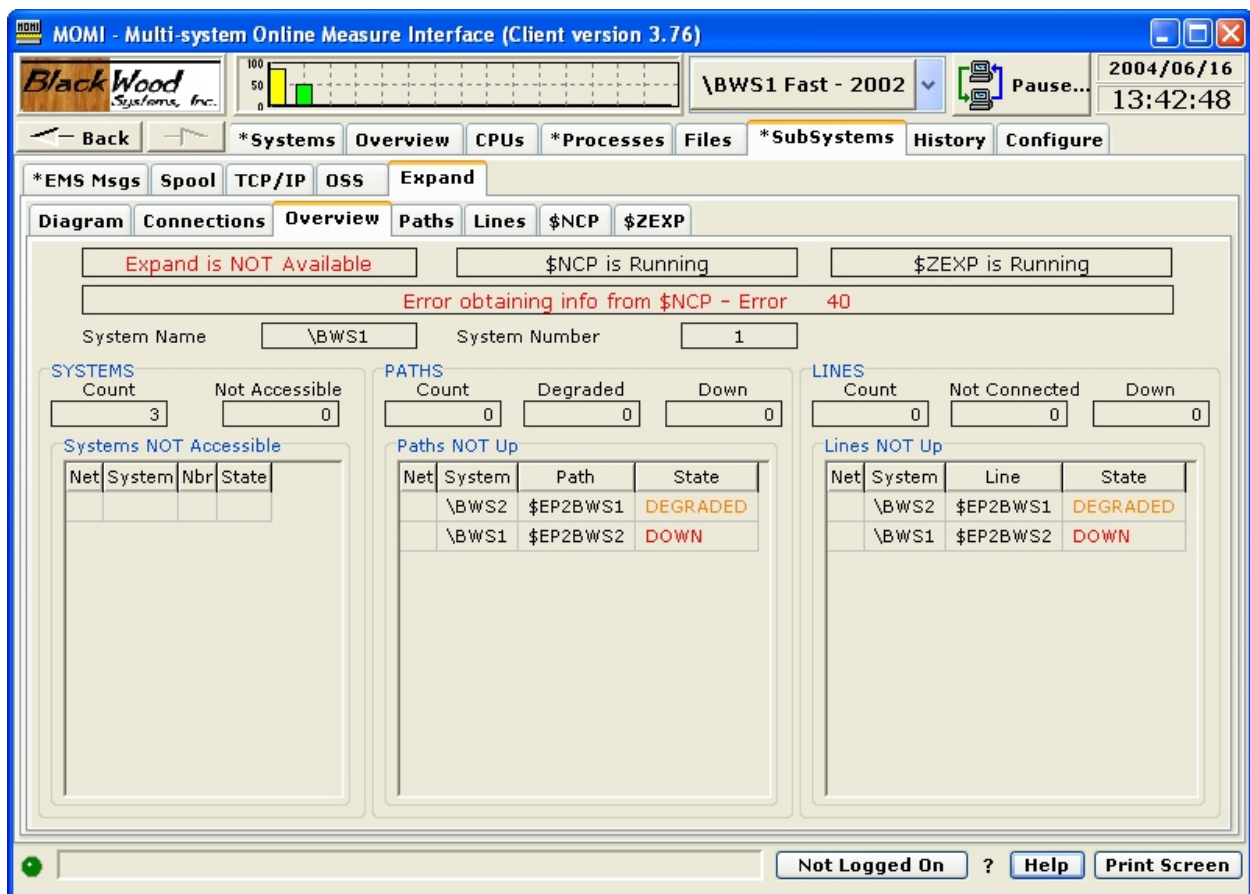 MOMI
MOMI - Multi-system Online Measure Interface (Client version 3.76)
BlackWood
Systems, Inc.
100
50
0
\BWS1 Fast - 2002
Pause...
2004/06/16
13:42:48
Back
*Systems Overview CPUs *Processes Files *SubSystems History Configure
*EMS Msgs Spool TCP/IP OSS Expand
Diagram Connections Overview Paths Lines $NCP $ZEXP
Expand is NOT Available $NCP is Running $ZEXP is Running
Error obtaining info from $NCP - Error 40
System Name \BWS1 System Number 1
SYSTEMS
Count Not Accessible
3 0
Systems NOT Accessible
Net System Nbr State
PATHS
Count Degraded Down
0 0 0
Paths NOT Up
Net System Path State
\BWS2 $EP2BWS1 DEGRADED
\BWS1 $EP2BWS2 DOWN
LINES
Count Not Connected Down
0 0 0
Lines NOT Up
Net System Line State
\BWS2 $EP2BWS1 DEGRADED
\BWS1 $EP2BWS2 DOWN
Not Logged On ? Help Print Screen